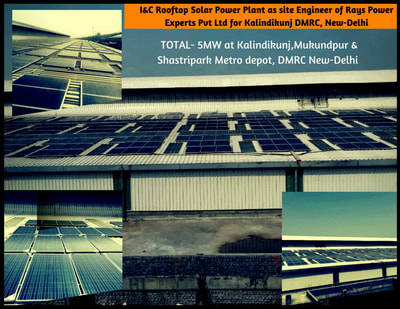 I&C Rooftop Solar Power Plant as site Engineer of Rays Power
Experts Pvt Ltd for Kalindikunj DMRC, New-Delhi
TOTAL- 5MW at Kalindikunj,Mukundpur &
Shastripark Metro depot, DMRC New-Delhi